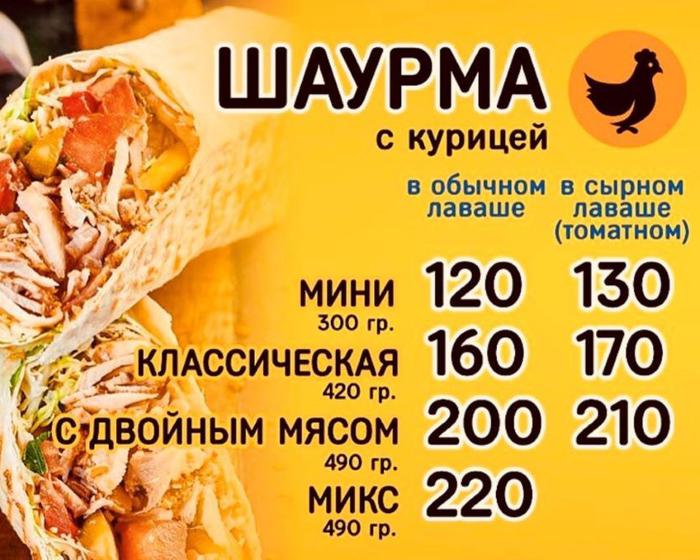 ШАУРМА
с курицей
в обычном лаваше
в сырном лаваше (томатном)
МИНИ 120 130
300 гр.
КЛАССИЧЕСКАЯ 160 170
420 гр.
С ДВОЙНЫМ МЯСОМ 200 210
490 гр.
МИКС 220
490 гр.